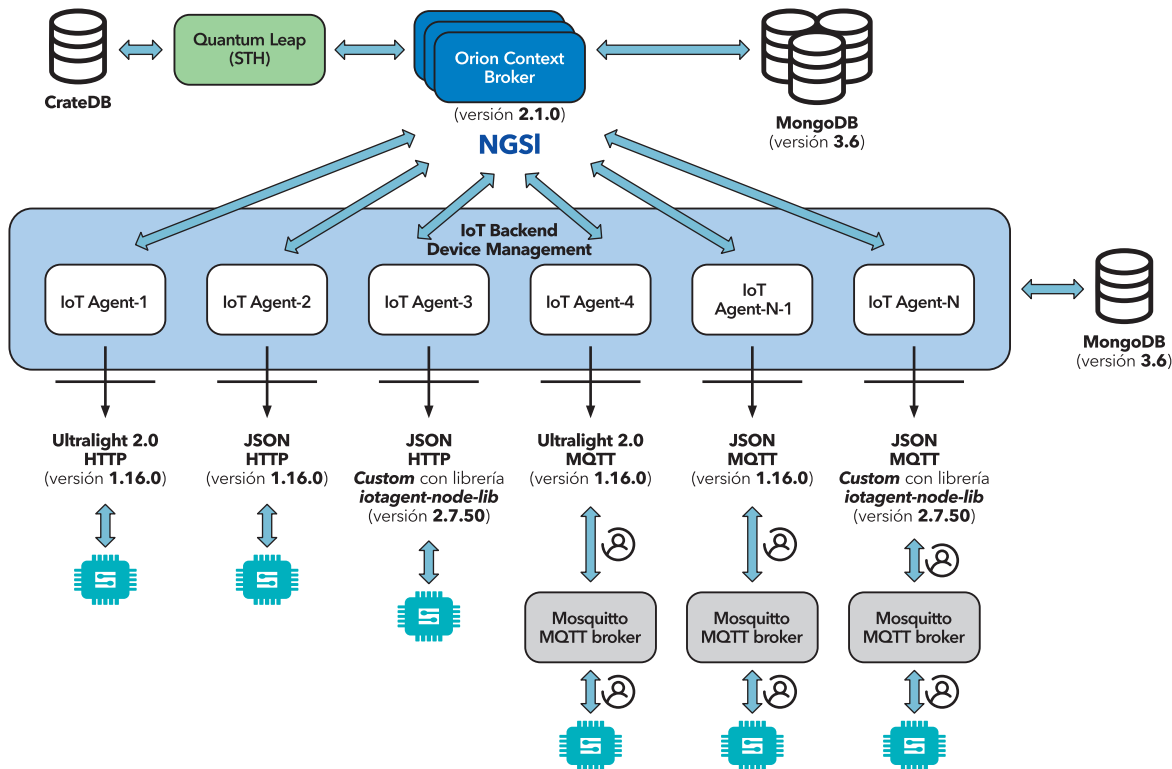 CrateDB
Quantum Leap
(STH)
Orion Context
Broker
(versión 2.1.0)
NGSI
MongoDB
(versión 3.6)
IoT Backend
Device Management
IoT Agent-1
IoT Agent-2
IoT Agent-3
IoT Agent-4
IoT
Agent-N-1
IoT Agent-N
MongoDB
(versión 3.6)
Ultralight 2.0
HTTP
(versión 1.16.0)
JSON
HTTP
(versión 1.16.0)
JSON
HTTP
Custom con librería
iotagent-node-lib
(versión 2.7.50)
Ultralight 2.0
MQTT
(versión 1.16.0)
JSON
MQTT
(versión 1.16.0)
JSON
MQTT
Custom con librería
iotagent-node-lib
(versión 2.7.50)
Mosquitto
MQTT broker
Mosquitto
MQTT broker
Mosquitto
MQTT broker